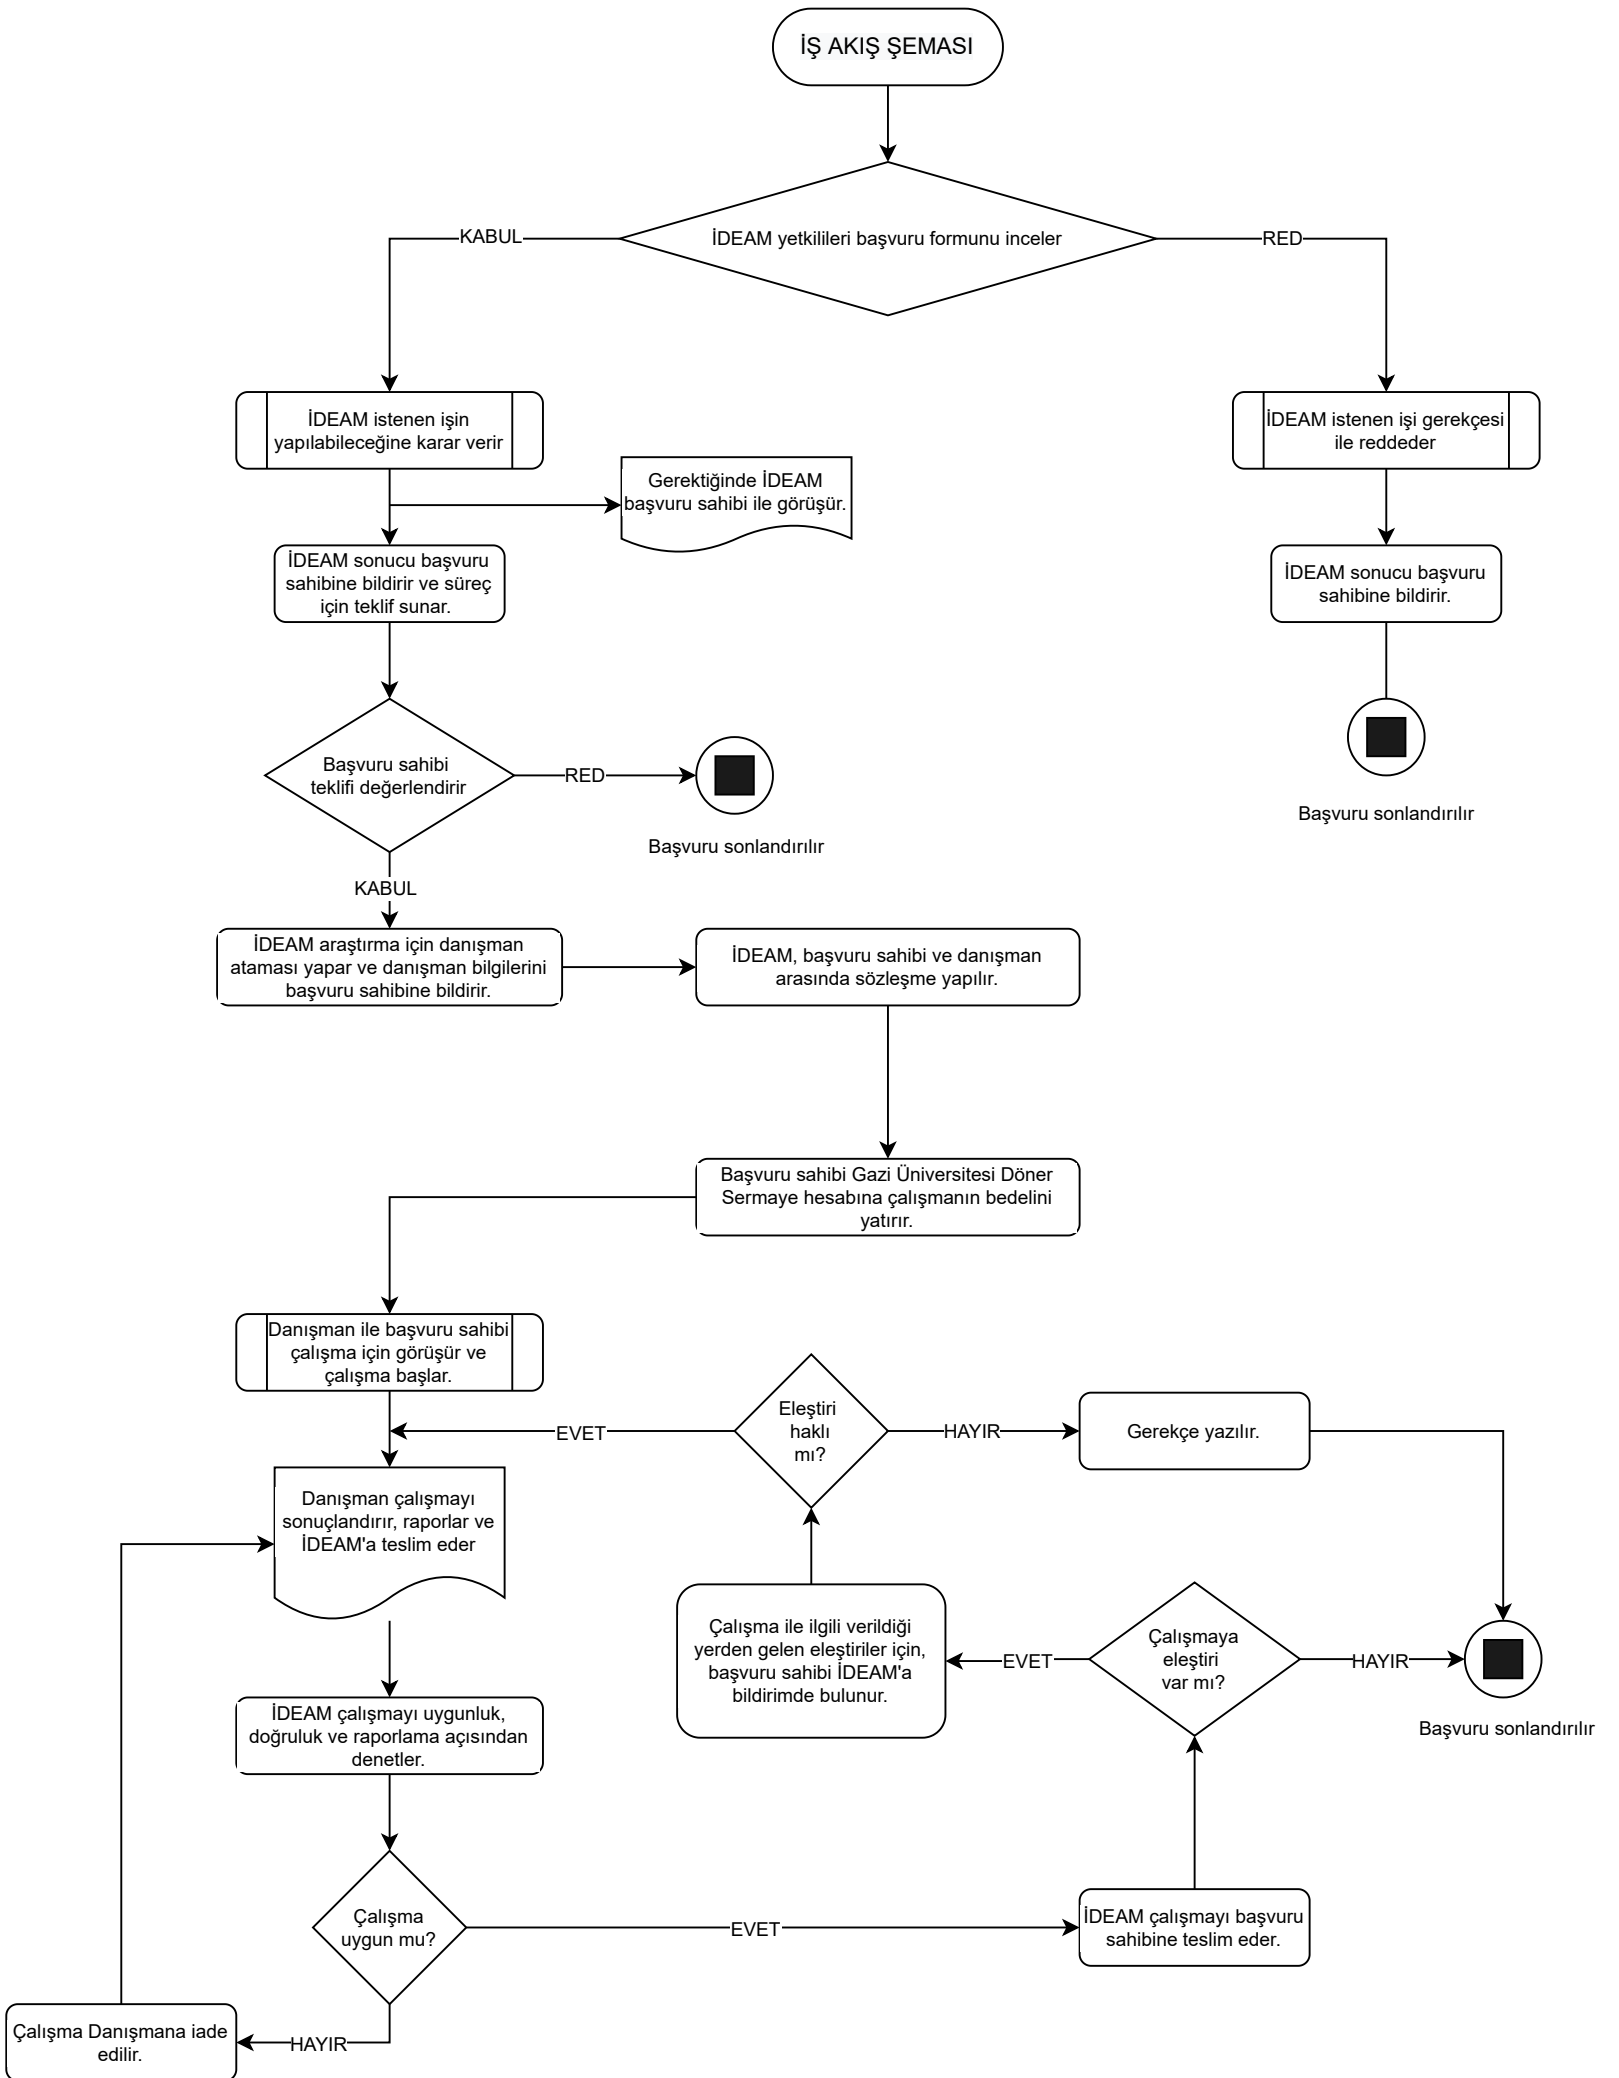 İŞ AKIŞ ŞEMASI
İDEAM yetkilileri başvuru formunu inceler
KABUL
RED
İDEAM istenen işin
yapılabileceğine karar verir
İDEAM istenen işi gerekçesi
ile reddeder
Gerektiğinde İDEAM
başvuru sahibi ile görüşür.
İDEAM sonucu başvuru
sahibine bildirir ve süreç
için teklif sunar.
İDEAM sonucu başvuru
sahibine bildirir.
Başvuru sahibi
teklifi değerlendirir
RED
Başvuru sonlandırılır
Başvuru sonlandırılır
KABUL
İDEAM araştırma için danışman
ataması yapar ve danışman bilgilerini
başvuru sahibine bildirir.
İDEAM, başvuru sahibi ve danışman
arasında sözleşme yapılır.
Başvuru sahibi Gazi Üniversitesi Döner
Sermaye hesabına çalışmanın bedelini
yatırır.
Danışman ile başvuru sahibi
çalışma için görüşür ve
çalışma başlar.
Eleştiri
haklı
mı?
EVET
HAYIR
Gerekçe yazılır.
Danışman çalışmayı
sonuçlandırır, raporlar ve
İDEAM'a teslim eder
Çalışma ile ilgili verildiği
yerden gelen eleştiriler için,
başvuru sahibi İDEAM'a
bildirimde bulunur.
EVET
Çalışmaya
eleştiri
var mı?
HAYIR
Başvuru sonlandırılır
İDEAM çalışmayı uygunluk,
doğruluk ve raporlama açısından
denetler.
Çalışma
uygun mu?
EVET
İDEAM çalışmayı başvuru
sahibine teslim eder.
HAYIR
Çalışma Danışmana iade
edilir.